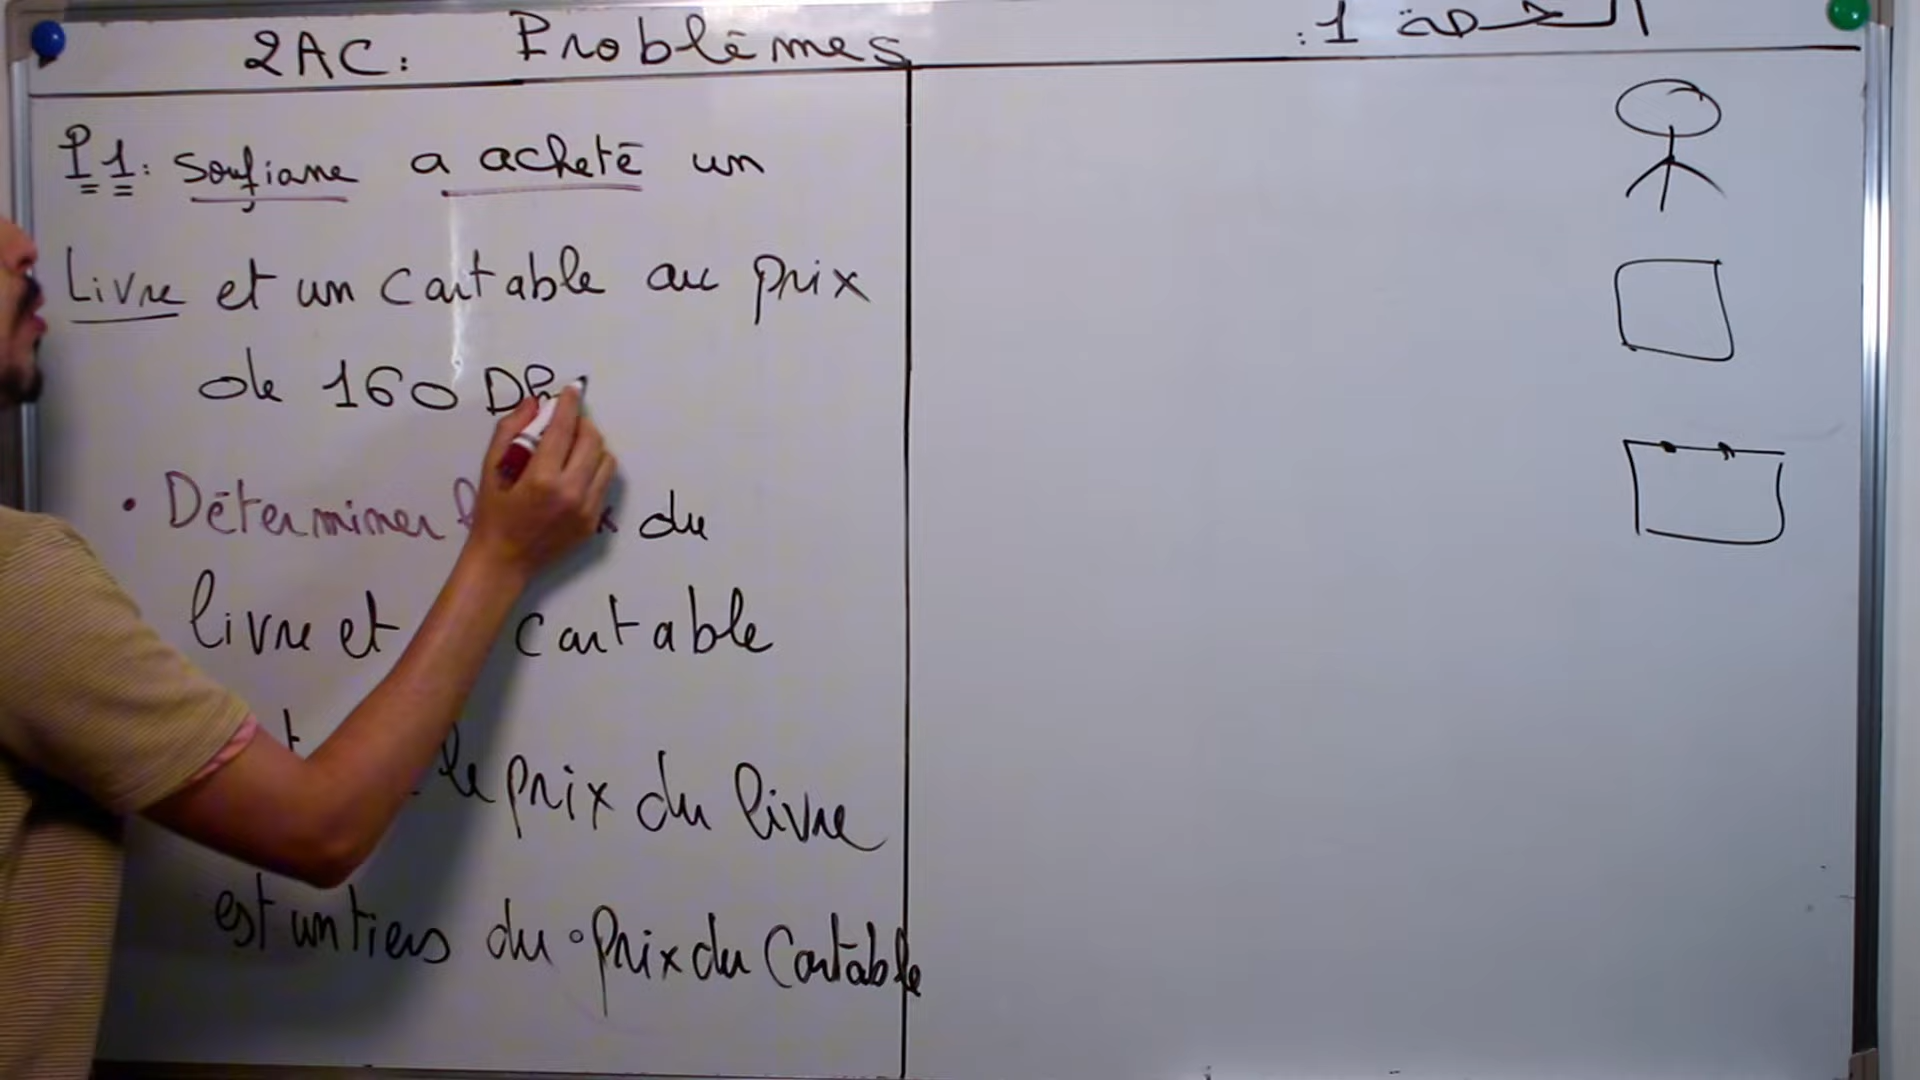 2AC: Problèmes
الحصة 1:
P1: Soufiane a acheté un
Livre et un cartable au prix
de 160 Dh
• Déterminer du
livre et cartable
le prix du livre
est un tiers du prix du Cartable